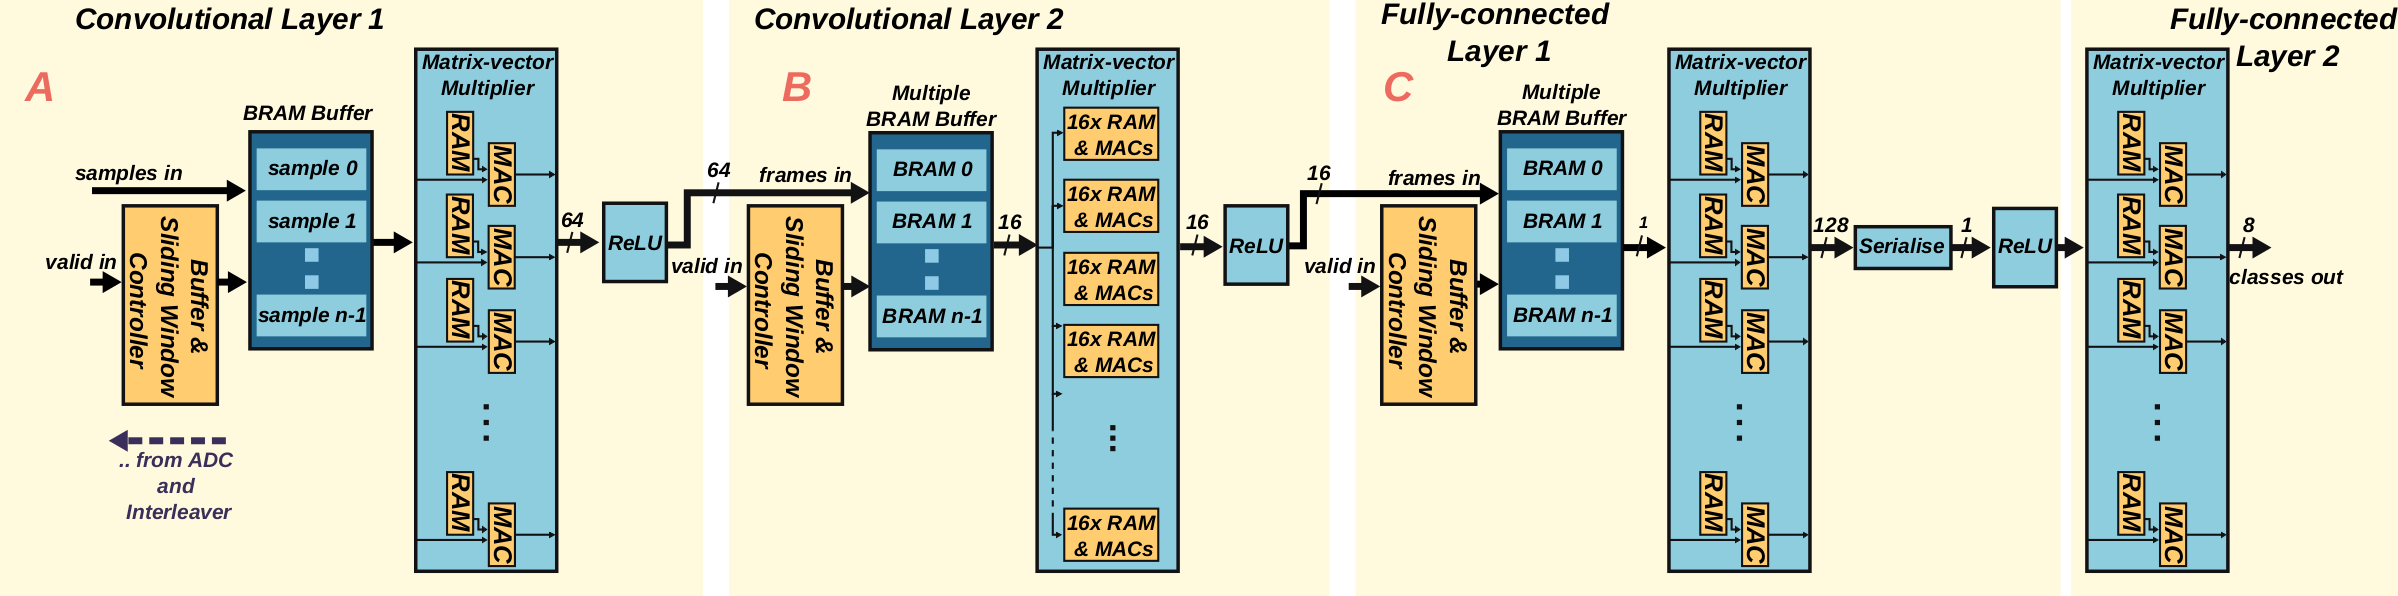 Convolutional Layer 1
A
BRAM Buffer
samples in
valid in
Buffer &
Sliding Window
Controller
sample 0
sample 1
sample n-1
.. from ADC
and
Interleaver
Matrix-vector
Multiplier
RAM
MAC
RAM
MAC
RAM
MAC
RAM
MAC
64
ReLU
Convolutional Layer 2
B
64
frames in
valid in
Buffer &
Sliding Window
Controller
Multiple
BRAM Buffer
BRAM 0
BRAM 1
BRAM n-1
16
Matrix-vector
Multiplier
16x RAM
& MACs
16x RAM
& MACs
16x RAM
& MACs
16x RAM
& MACs
16x RAM
& MACs
16
ReLU
Fully-connected
Layer 1
C
16
frames in
valid in
Buffer &
Sliding Window
Controller
Multiple
BRAM Buffer
BRAM 0
BRAM 1
BRAM n-1
1
Matrix-vector
Multiplier
RAM
MAC
RAM
MAC
RAM
MAC
RAM
MAC
128
Serialise
1
ReLU
Fully-connected
Layer 2
Matrix-vector
Multiplier
RAM
MAC
RAM
MAC
RAM
MAC
RAM
MAC
8
classes out